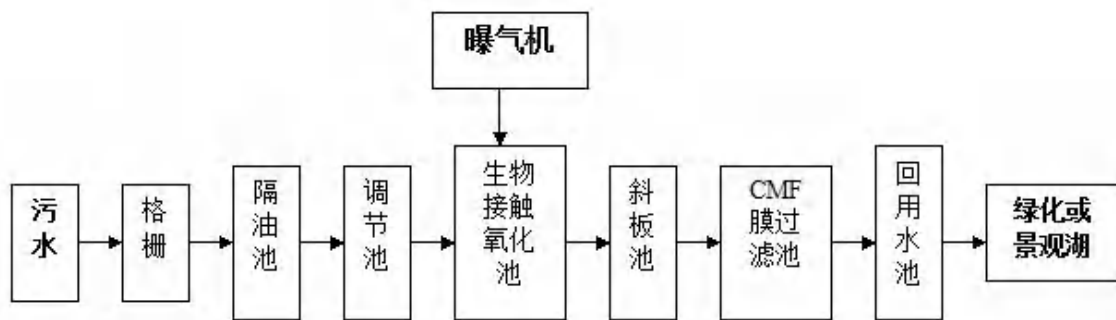 曝气机
污
水
格
栅
隔
油
池
调
节
池
生物
接触
氧化
池
斜
板
池
CMF
膜过
滤池
回
用
水
池
绿化或
景观湖